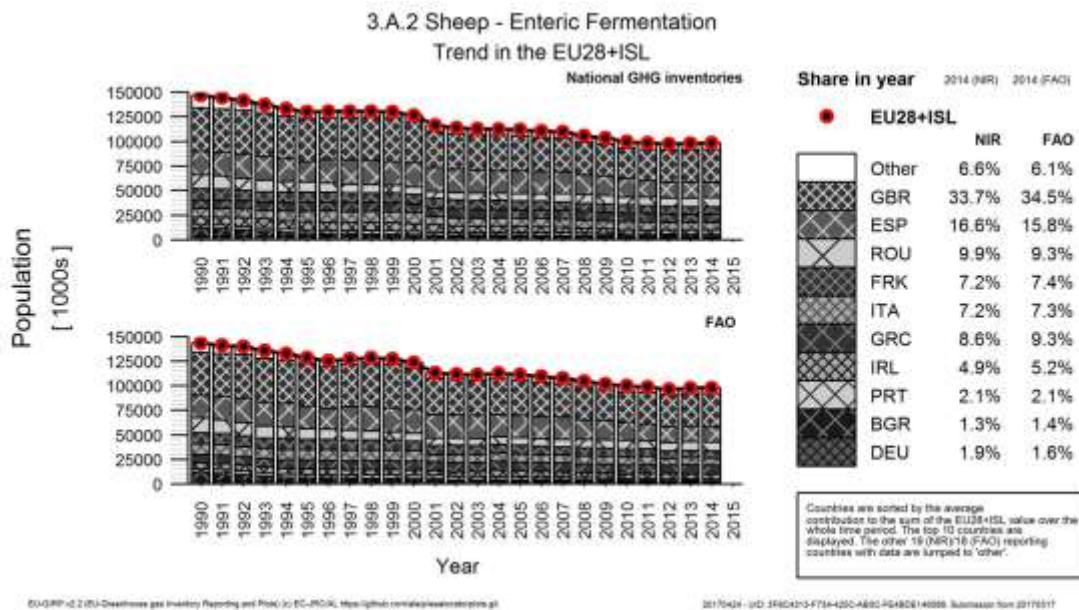 3.A.2 Sheep - Enteric Fermentation
Trend in the EU28+ISL
National GHG inventories
150000
125000
100000
75000
50000
25000
0
1990 1991 1992 1993 1994 1995 1996 1997 1998 1999 2000 2001 2002 2003 2004 2005 2006 2007 2008 2009 2010 2011 2012 2013 2014 2015
Population
[ 1000s ]
FAO
150000
125000
100000
75000
50000
25000
0
1990 1991 1992 1993 1994 1995 1996 1997 1998 1999 2000 2001 2002 2003 2004 2005 2006 2007 2008 2009 2010 2011 2012 2013 2014 2015
Year
Share in year 2014 (NIR) 2014 (FAO)
EU28+ISL
NIR FAO
Other 6.6% 6.1%
GBR 33.7% 34.5%
ESP 16.6% 15.8%
ROU 9.9% 9.3%
FRK 7.2% 7.4%
ITA 7.2% 7.3%
GRC 8.6% 9.3%
IRL 4.9% 5.2%
PRT 2.1% 2.1%
BGR 1.3% 1.4%
DEU 1.9% 1.6%
Countries are sorted by the average
contribution to the sum of the EU28+ISL value over the
whole time period. The top 10 countries are
displayed. The other 19 (NIR)/18 (FAO) reporting
countries with data are lumped to 'other'.